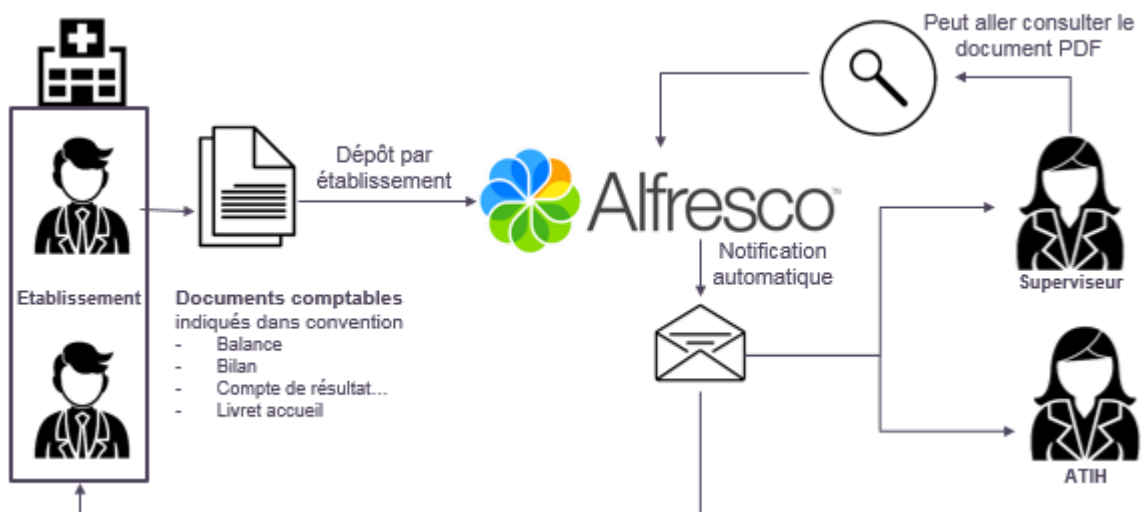 Peut aller consulter le
document PDF
Dépôt par
établissement
Alfresco™
Notification
automatique
Etablissement
Documents comptables
indiqués dans convention
- Balance
- Bilan
- Compte de résultat...
- Livret accueil
Superviseur
ATIH